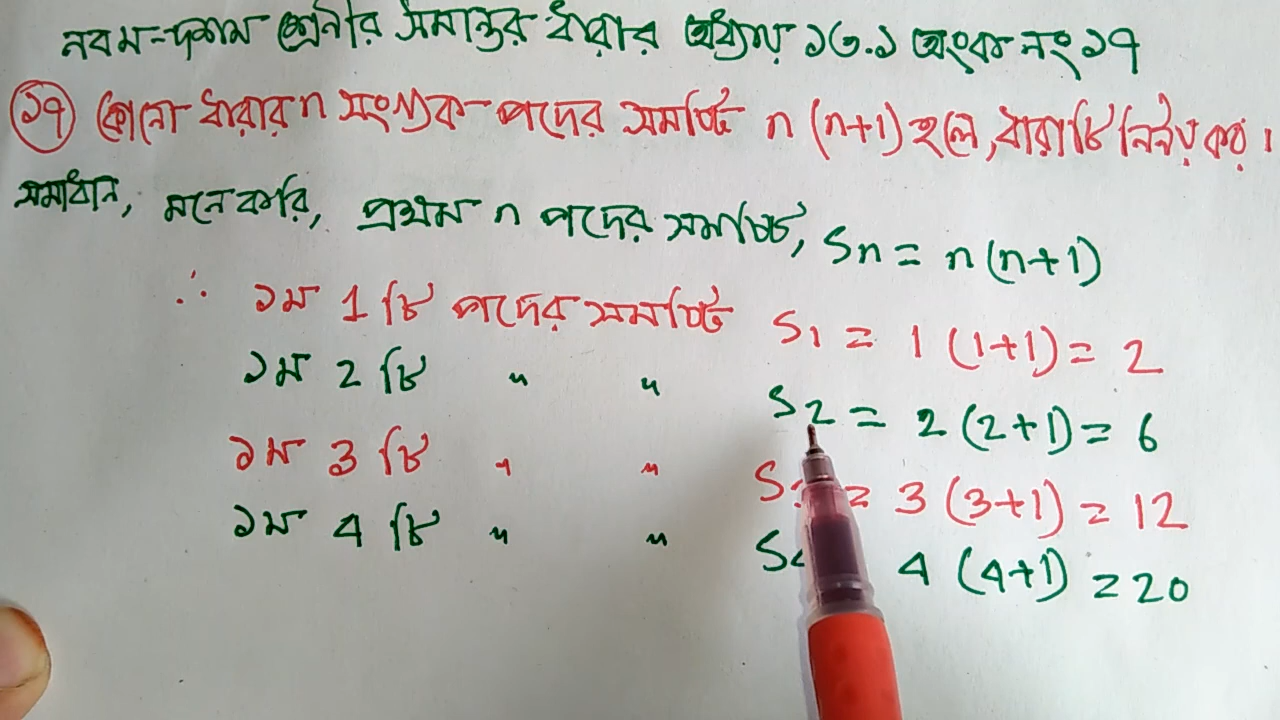 নবম-দশম শ্রেনীর সমান্তর ধারার অধ্যায় ১৩.১ অংক নং ১৭
১৭ কোনো ধারার n সংখ্যক পদের সমষ্টি n (n+1) হলে, ধারাটি নির্নয় কর।
সমাধান, মনে করি, প্রথম n পদের সমষ্টি, Sn = n (n+1)
∴ ১ম 1 টি পদের সমষ্টি S1 = 1 (1+1) = 2
১ম 2 টি " " S2 = 2 (2+1) = 6
১ম 3 টি " " S = 3 (3+1) = 12
১ম 4 টি " " S 4 (4+1) = 20